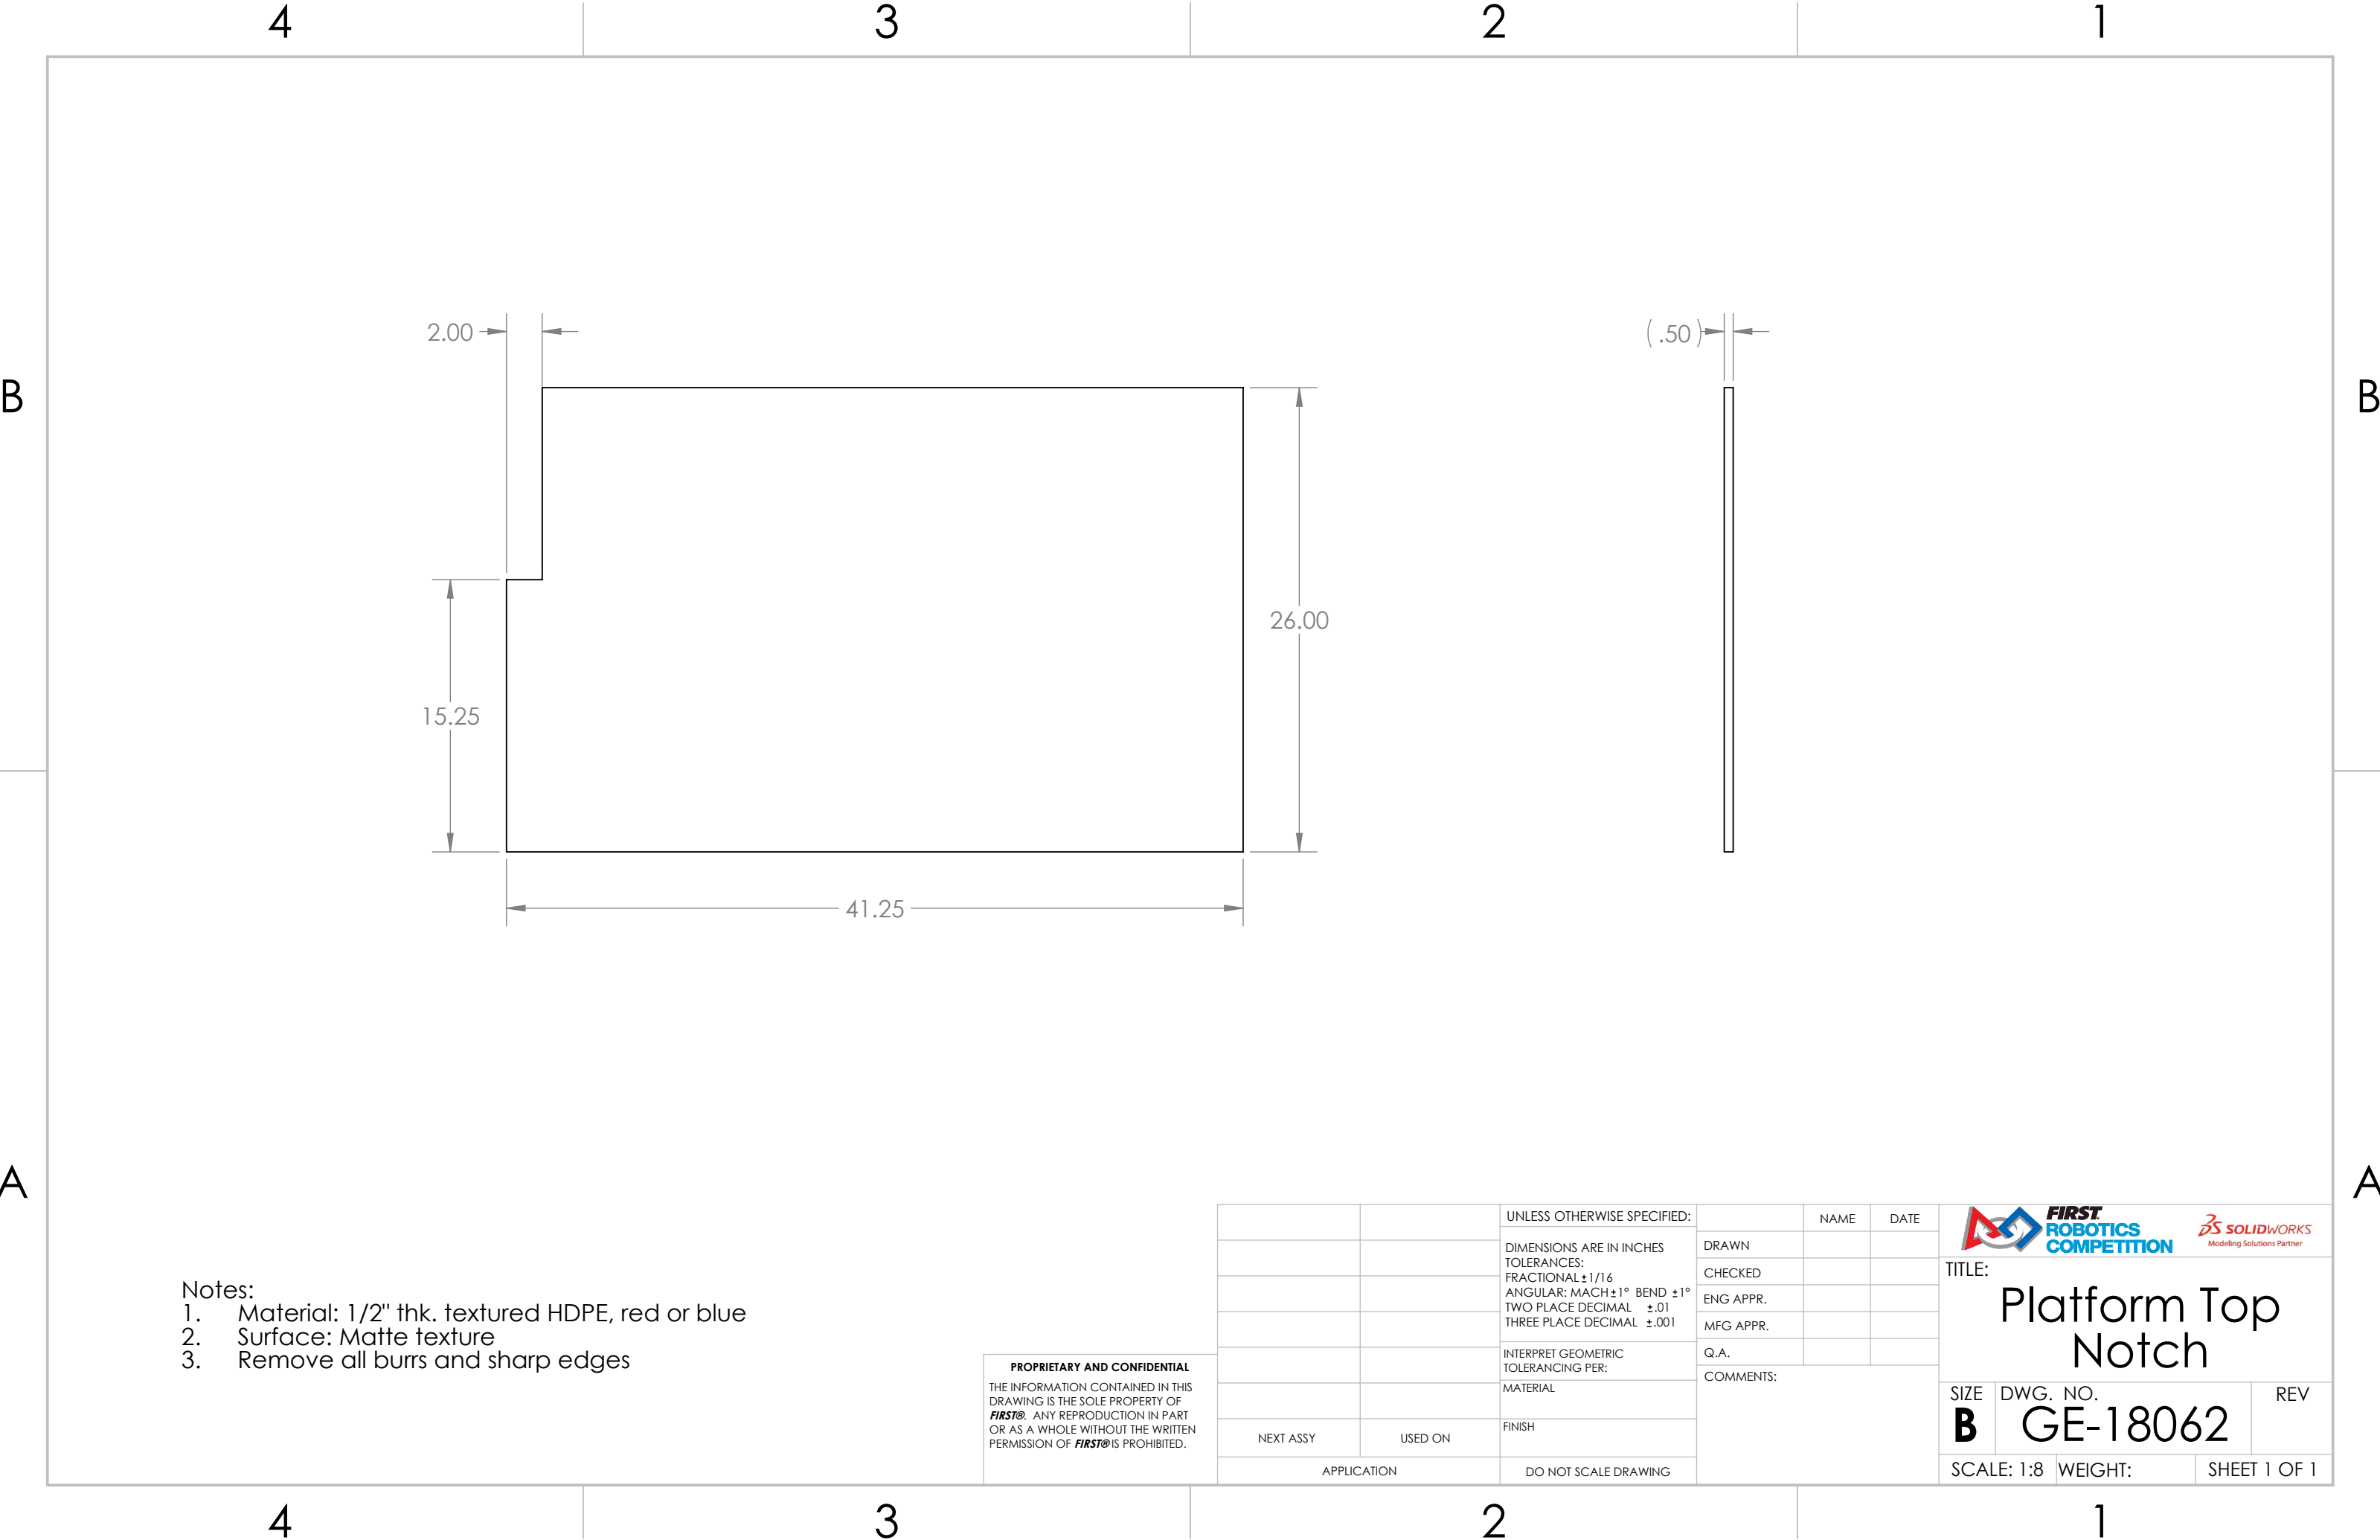 4 3 2 1
2.00
( .50 )
B B
26.00
15.25
41.25
A A
Notes:
1. Material: 1/2" thk. textured HDPE, red or blue
2. Surface: Matte texture
3. Remove all burrs and sharp edges
PROPRIETARY AND CONFIDENTIAL
THE INFORMATION CONTAINED IN THIS
DRAWING IS THE SOLE PROPERTY OF
FIRST®. ANY REPRODUCTION IN PART
OR AS A WHOLE WITHOUT THE WRITTEN
PERMISSION OF FIRST® IS PROHIBITED.
NEXT ASSY USED ON
APPLICATION
UNLESS OTHERWISE SPECIFIED:
DIMENSIONS ARE IN INCHES
TOLERANCES:
FRACTIONAL ±1/16
ANGULAR: MACH ±1° BEND ±1°
TWO PLACE DECIMAL ±.01
THREE PLACE DECIMAL ±.001
INTERPRET GEOMETRIC
TOLERANCING PER:
MATERIAL
FINISH
DO NOT SCALE DRAWING
NAME DATE
DRAWN
CHECKED
ENG APPR.
MFG APPR.
Q.A.
COMMENTS:
FIRST
ROBOTICS
COMPETITION
SOLIDWORKS
Modeling Solutions Partner
TITLE:
Platform Top
Notch
SIZE DWG. NO. REV
B GE-18062
SCALE: 1:8 WEIGHT: SHEET 1 OF 1
4 3 2 1